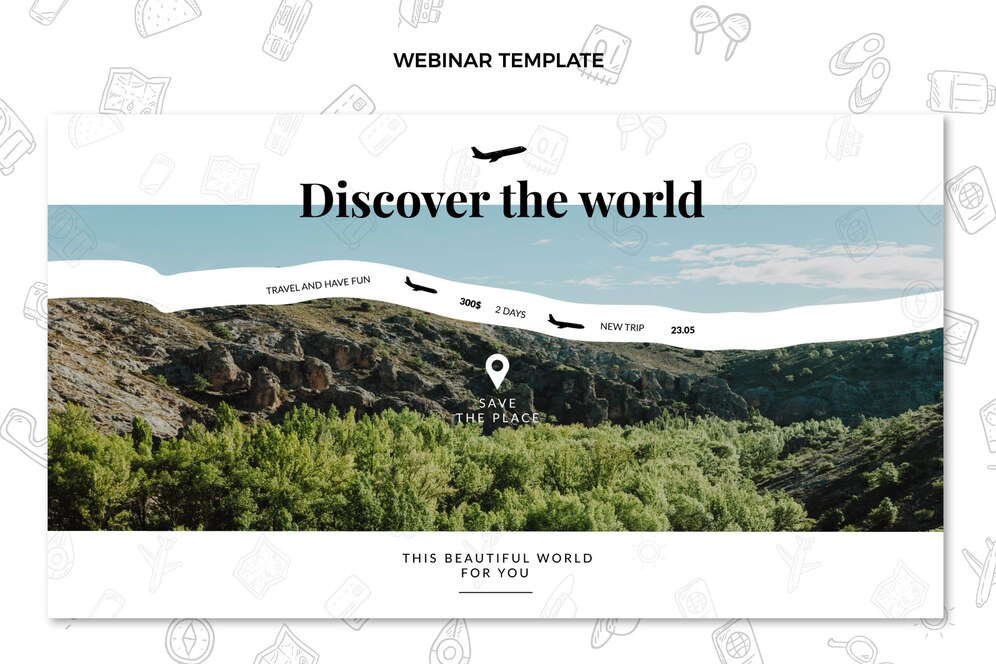 WEBINAR TEMPLATE
Discover the world
TRAVEL AND HAVE FUN 300$ 2 DAYS NEW TRIP 23.05
SAVE
THE PLACE
THIS BEAUTIFUL WORLD
FOR YOU